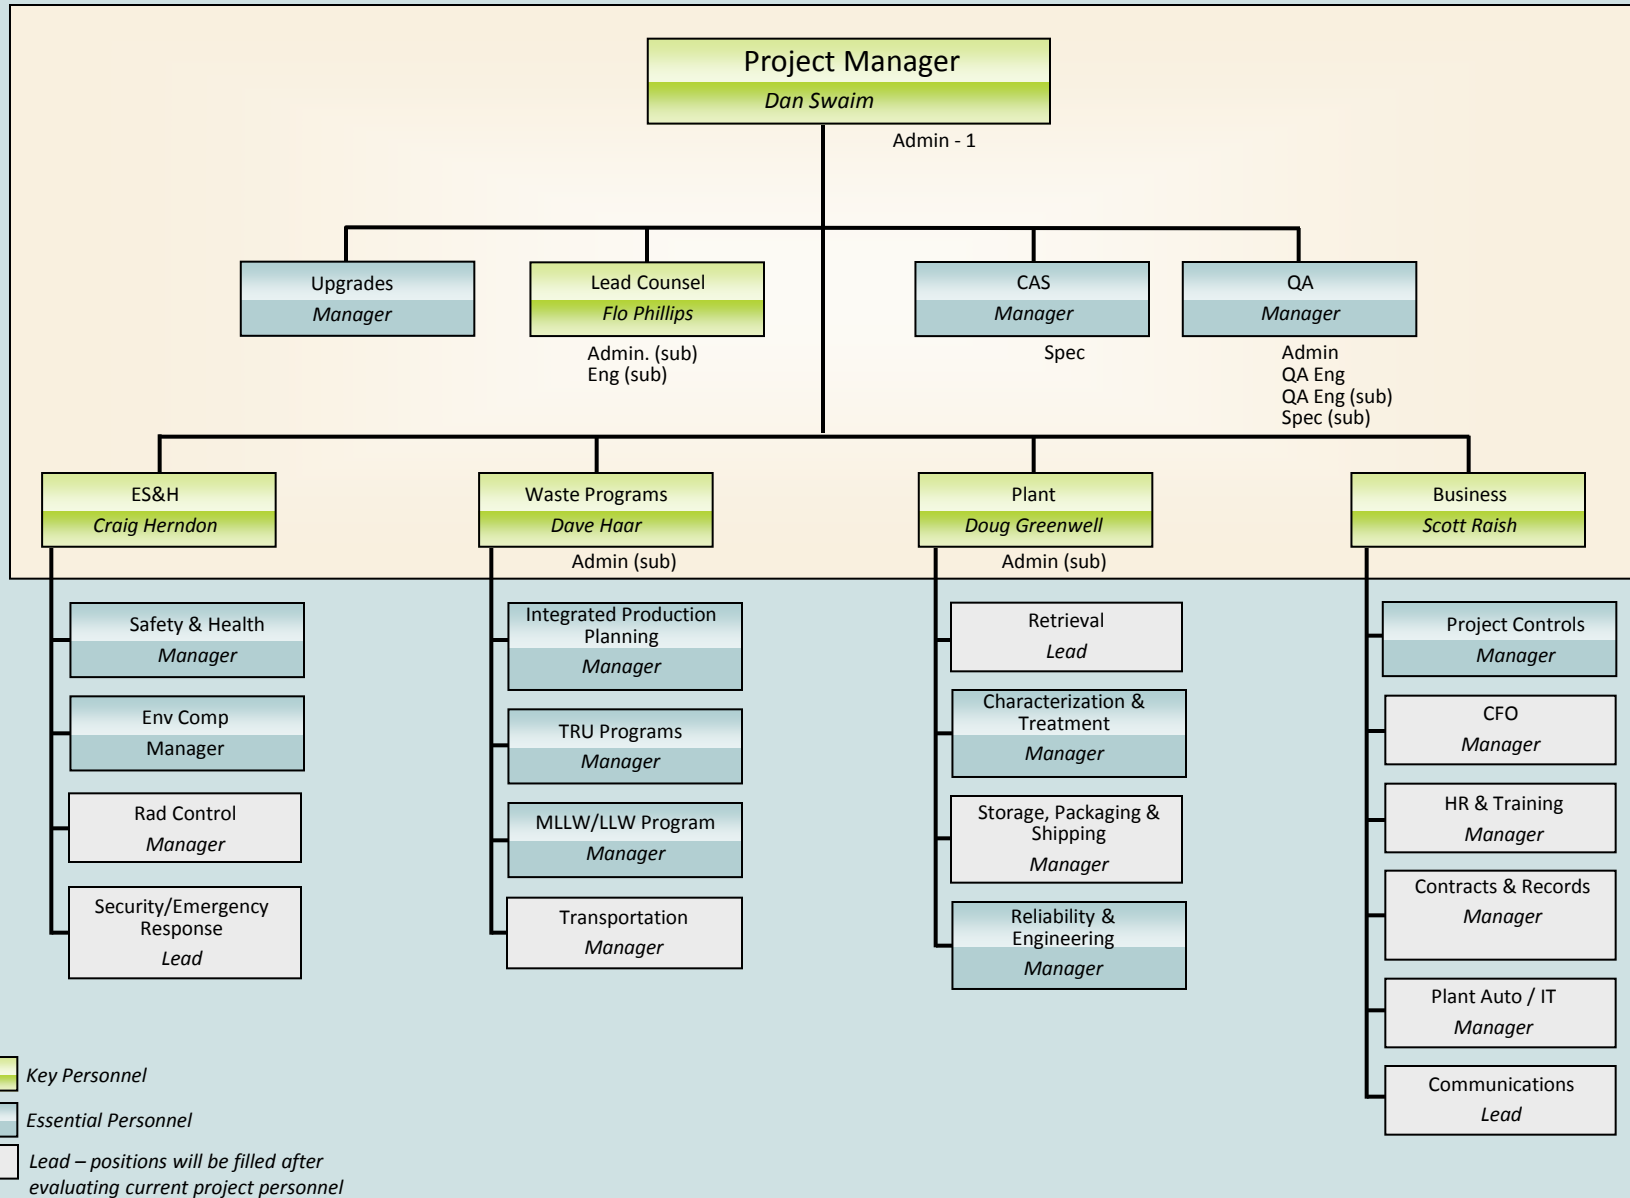 Project Manager
Dan Swaim
Admin - 1
Upgrades
Manager
Lead Counsel
Flo Phillips
Admin. (sub)
Eng (sub)
CAS
Manager
Spec
QA
Manager
Admin
QA Eng
QA Eng (sub)
Spec (sub)
ES&H
Craig Herndon
Waste Programs
Dave Haar
Admin (sub)
Plant
Doug Greenwell
Admin (sub)
Business
Scott Raish
Safety & Health
Manager
Env Comp
Manager
Rad Control
Manager
Security/Emergency
Response
Lead
Integrated Production
Planning
Manager
TRU Programs
Manager
MLLW/LLW Program
Manager
Transportation
Manager
Retrieval
Lead
Characterization &
Treatment
Manager
Storage, Packaging &
Shipping
Manager
Reliability &
Engineering
Manager
Project Controls
Manager
CFO
Manager
HR & Training
Manager
Contracts & Records
Manager
Plant Auto / IT
Manager
Communications
Lead
Key Personnel
Essential Personnel
Lead – positions will be filled after
evaluating current project personnel